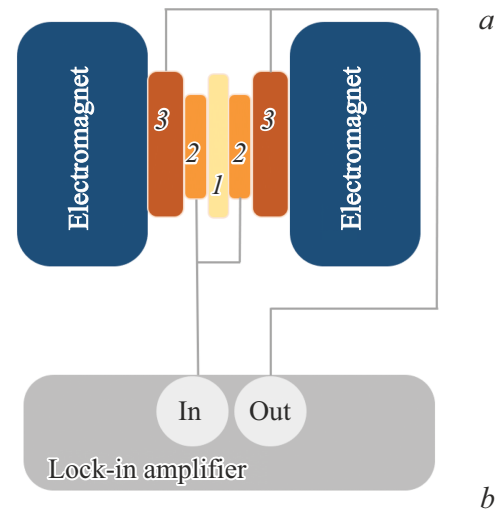 a
Electromagnet
3
2
1
2
3
Electromagnet
In
Out
Lock-in amplifier
b